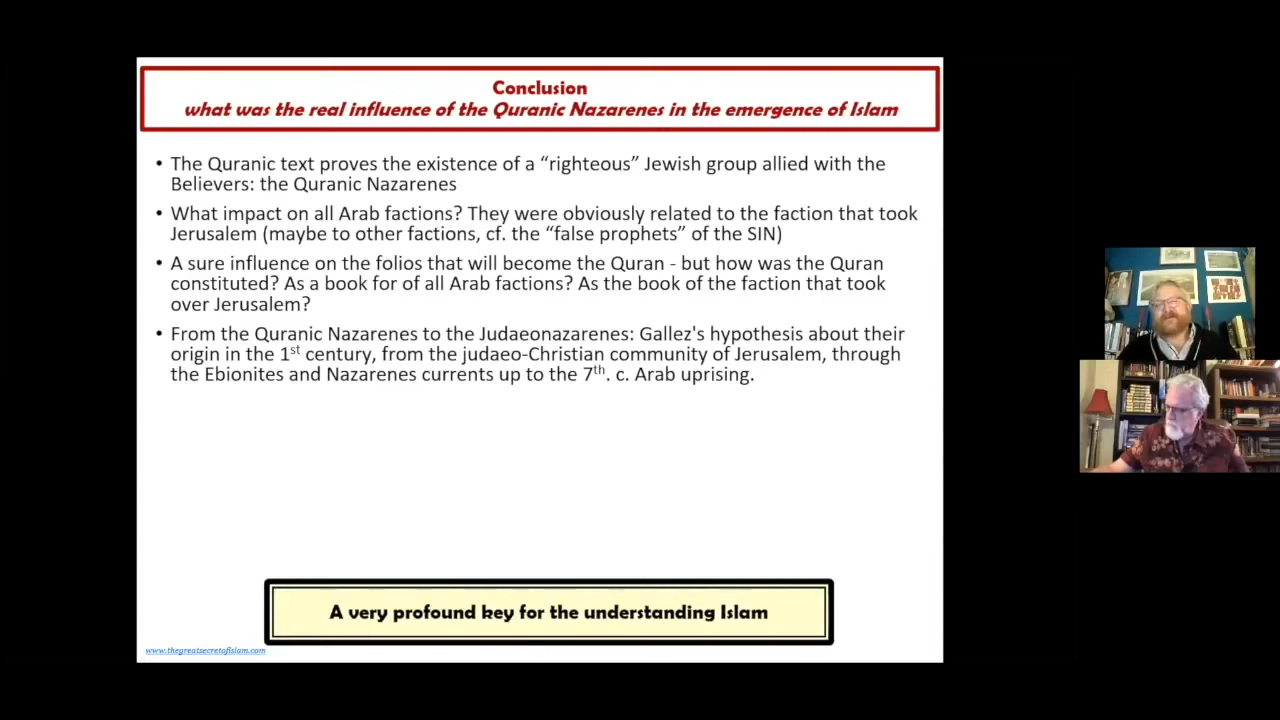 Conclusion
what was the real influence of the Quranic Nazarenes in the emergence of Islam
• The Quranic text proves the existence of a “righteous” Jewish group allied with the
Believers: the Quranic Nazarenes
• What impact on all Arab factions? They were obviously related to the faction that took
Jerusalem (maybe to other factions, cf. the “false prophets” of the SIN)
• A sure influence on the folios that will become the Quran - but how was the Quran
constituted? As a book for of all Arab factions? As the book of the faction that took
over Jerusalem?
• From the Quranic Nazarenes to the Judaeonazarenes: Gallez's hypothesis about their
origin in the 1st century, from the judaeo-Christian community of Jerusalem, through
the Ebionites and Nazarenes currents up to the 7th. c. Arab uprising.
A very profound key for the understanding Islam
www.thegreatsecretofislam.com